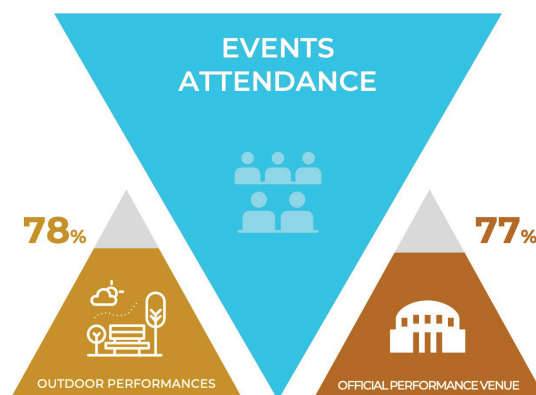 EVENTS
ATTENDANCE
78%
77%
OUTDOOR PERFORMANCES
OFFICIAL PERFORMANCE VENUE